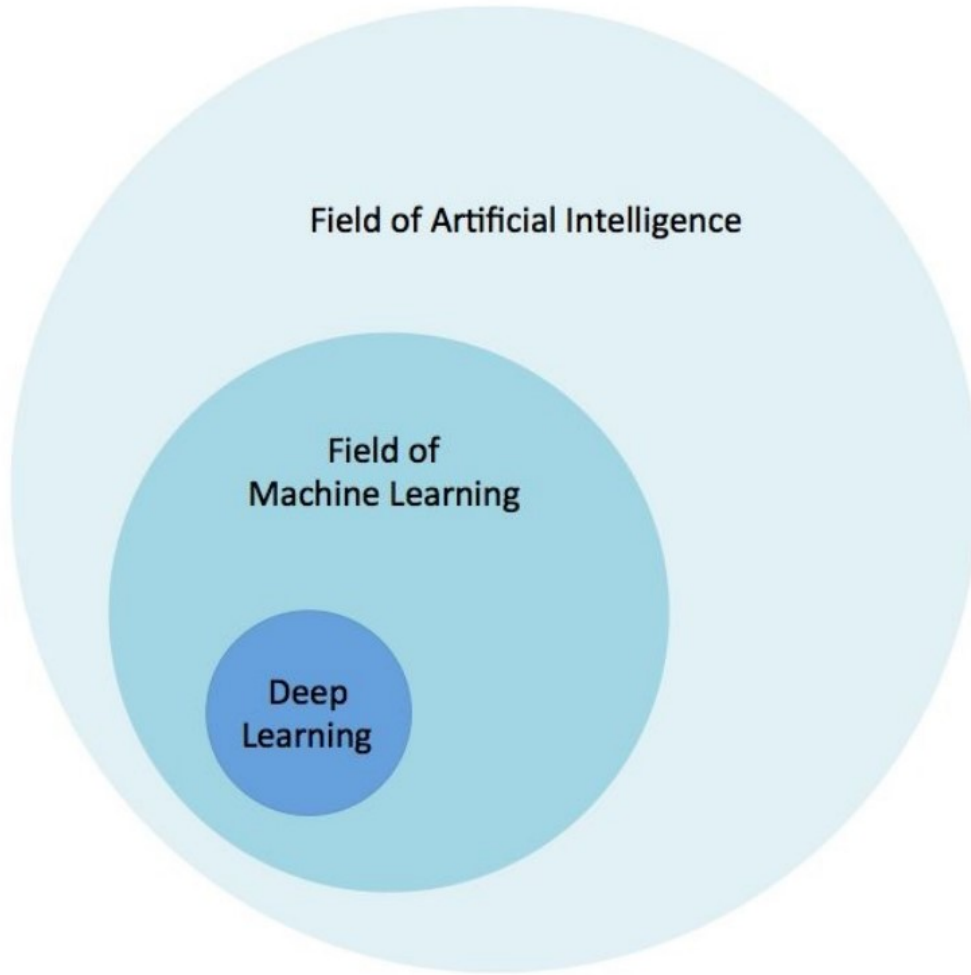 Field of Artificial Intelligence
Field of
Machine Learning
Deep
Learning